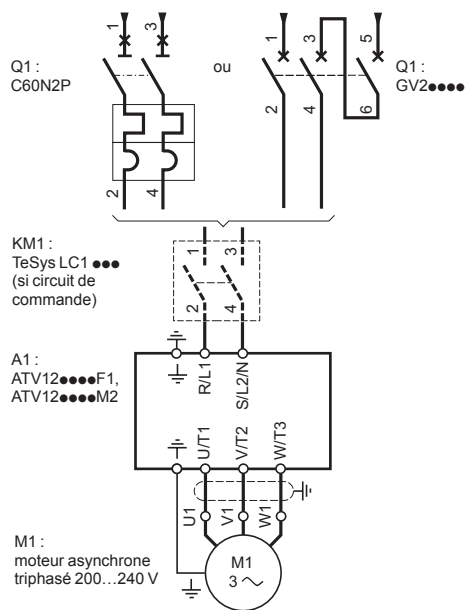 1 3
Q1 :
C60N2P
2 4
ou
1 3 5
Q1 :
GV2●●●●
2 4 6
KM1 :
TeSys LC1 ●●●
(si circuit de
commande)
1 3
2 4
A1 :
ATV12●●●●F1,
ATV12●●●●M2
R/L1 S/L2/N
U/T1 V/T2 W/T3
U1 V1 W1
M1 :
moteur asynchrone
triphasé 200…240 V
M1
3 ~